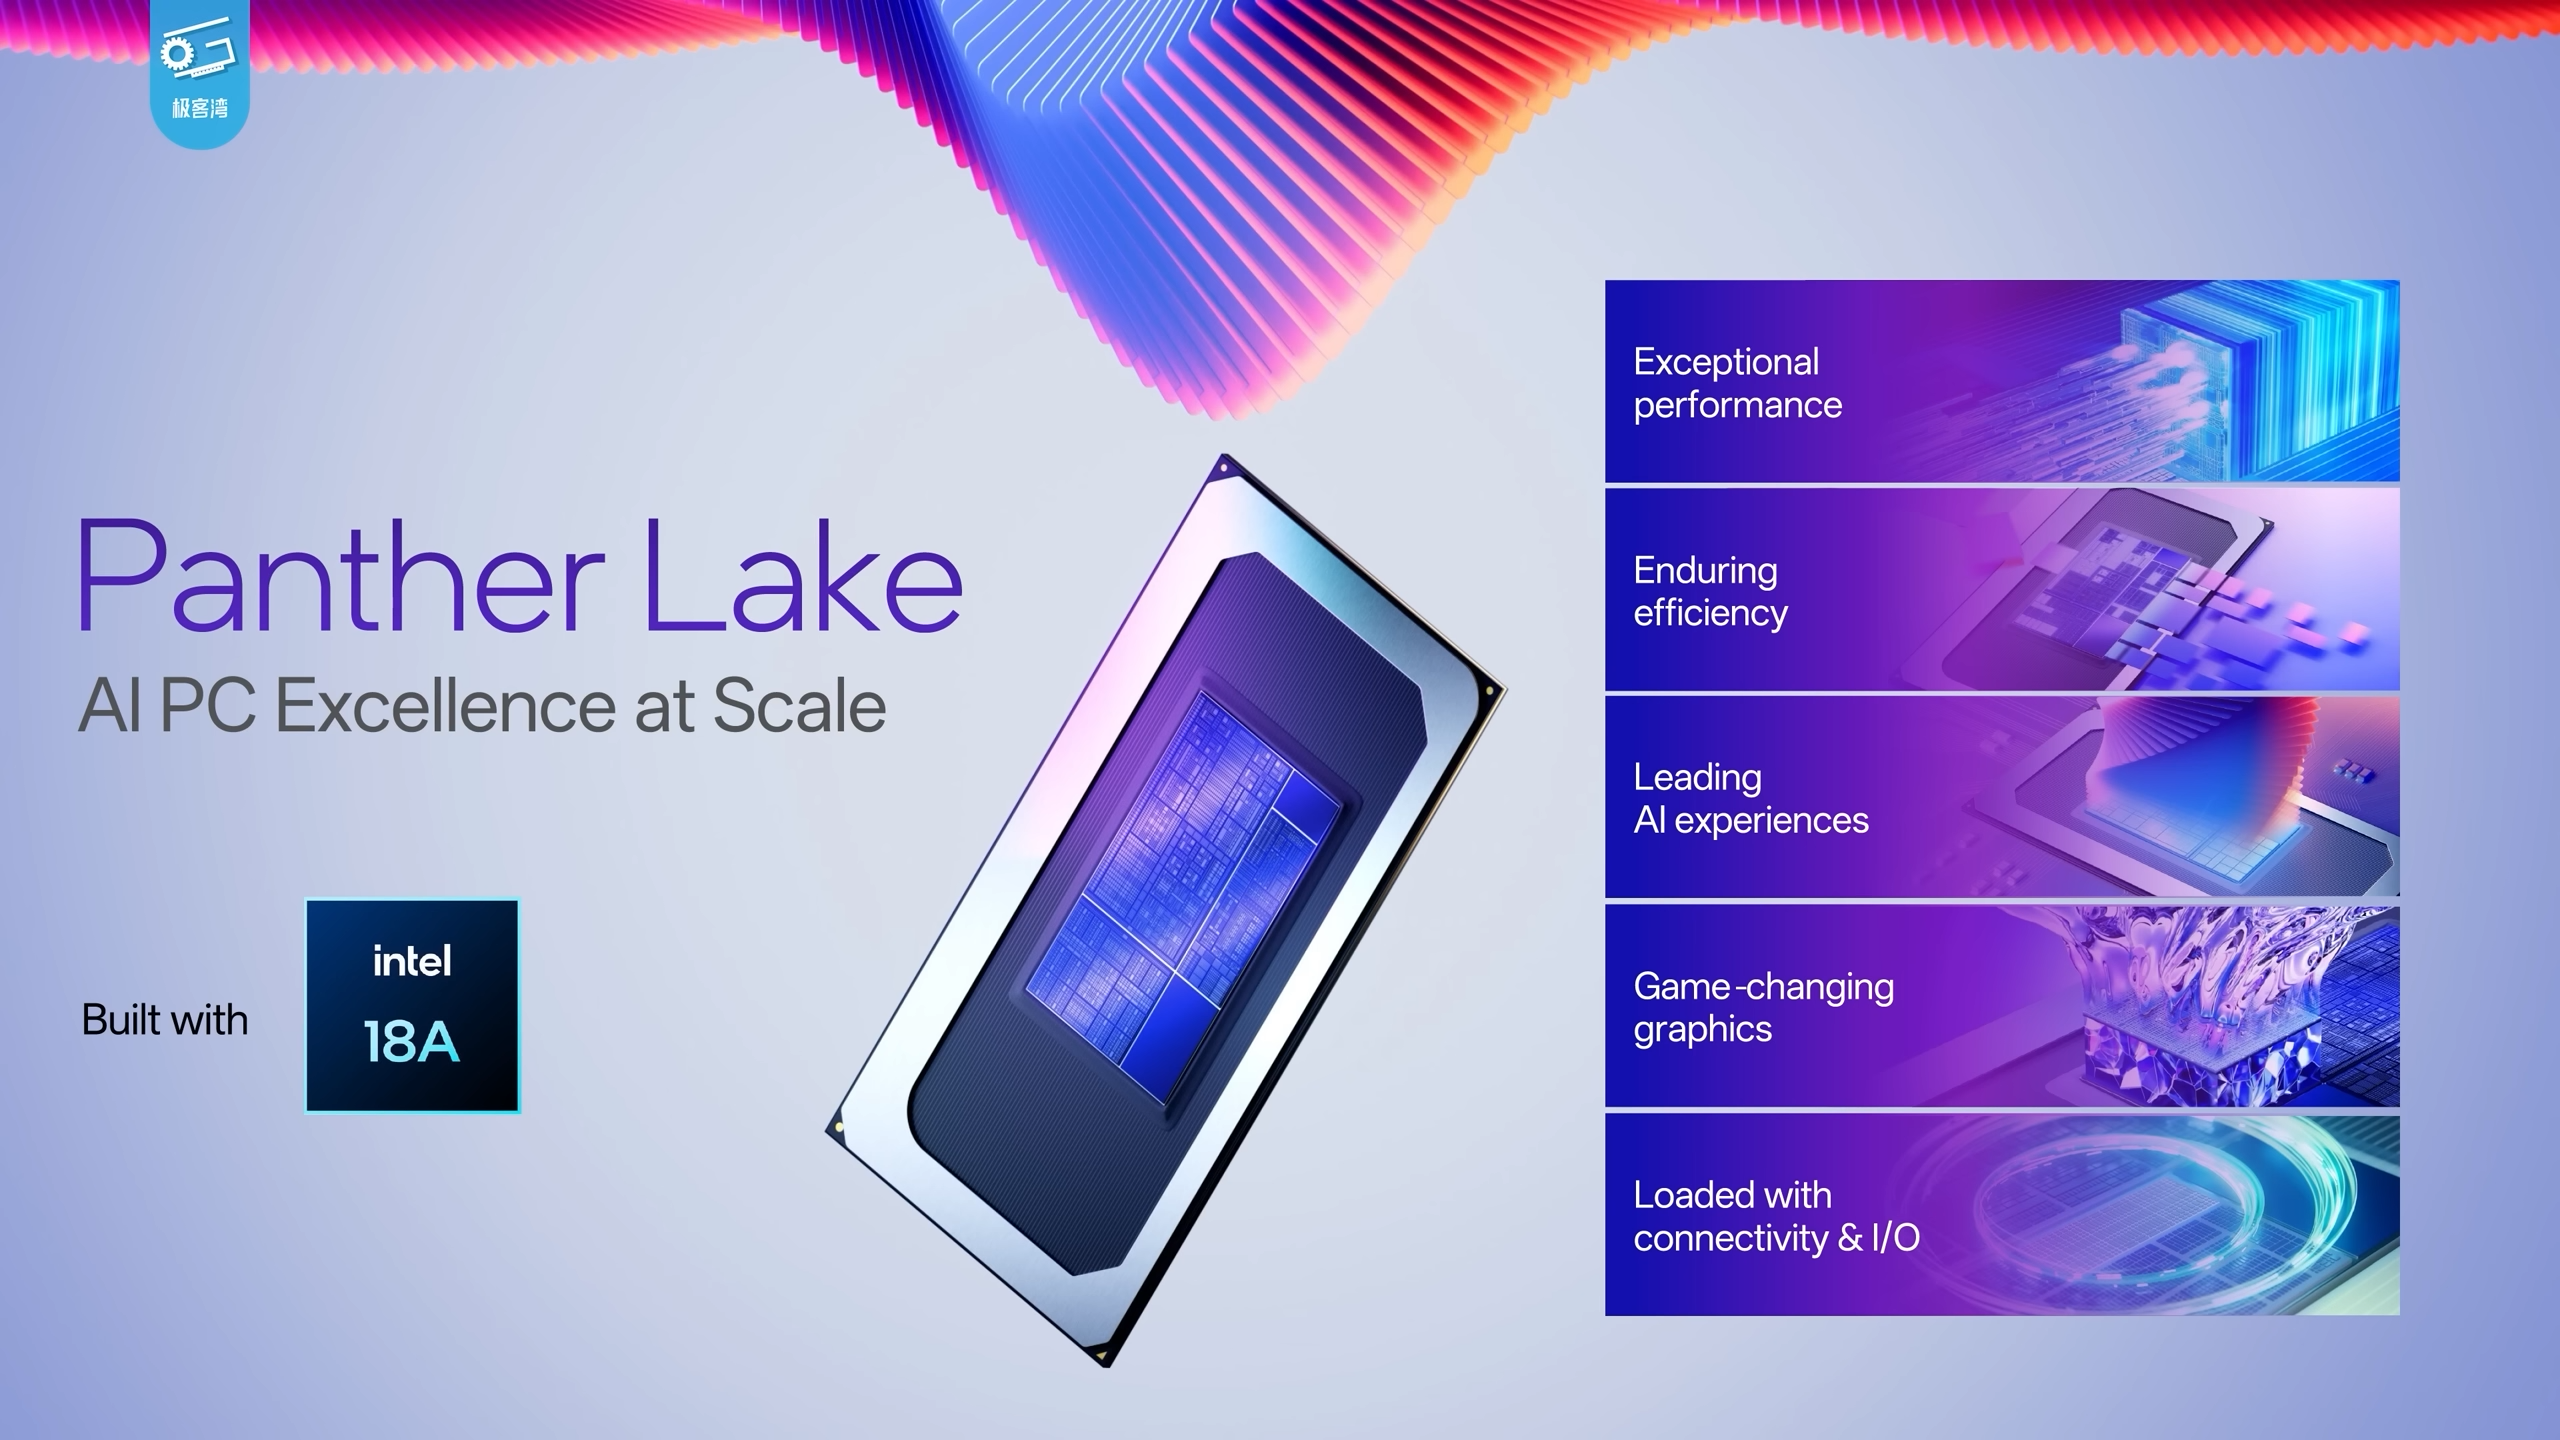 极客湾
Panther Lake
AI PC Excellence at Scale
Built with
intel
18A
Exceptional
performance
Enduring
efficiency
Leading
AI experiences
Game-changing
graphics
Loaded with
connectivity & I/O